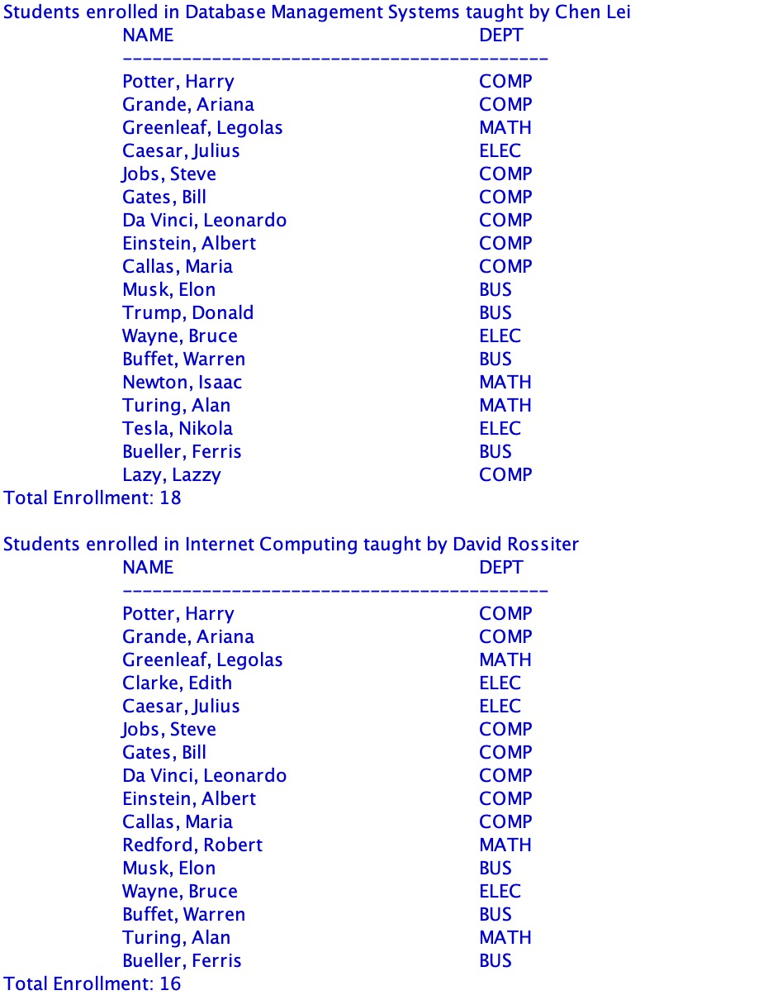 Students enrolled in Database Management Systems taught by Chen Lei
NAME DEPT
-------------------------------------------
Potter, Harry COMP
Grande, Ariana COMP
Greenleaf, Legolas MATH
Caesar, Julius ELEC
Jobs, Steve COMP
Gates, Bill COMP
Da Vinci, Leonardo COMP
Einstein, Albert COMP
Callas, Maria COMP
Musk, Elon BUS
Trump, Donald BUS
Wayne, Bruce ELEC
Buffet, Warren BUS
Newton, Isaac MATH
Turing, Alan MATH
Tesla, Nikola ELEC
Bueller, Ferris BUS
Lazy, Lazzy COMP
Total Enrollment: 18
Students enrolled in Internet Computing taught by David Rossiter
NAME DEPT
-------------------------------------------
Potter, Harry COMP
Grande, Ariana COMP
Greenleaf, Legolas MATH
Clarke, Edith ELEC
Caesar, Julius ELEC
Jobs, Steve COMP
Gates, Bill COMP
Da Vinci, Leonardo COMP
Einstein, Albert COMP
Callas, Maria COMP
Redford, Robert MATH
Musk, Elon BUS
Wayne, Bruce ELEC
Buffet, Warren BUS
Turing, Alan MATH
Bueller, Ferris BUS
Total Enrollment: 16